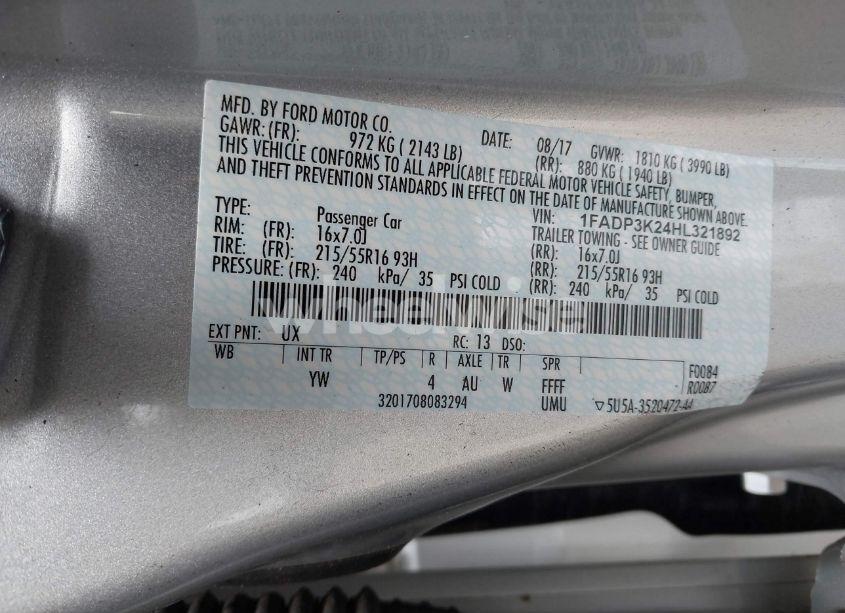 MFD. BY FORD MOTOR CO.
DATE: 08/17 GVWR: 1810 KG ( 3990 LB)
GAWR: (FR): 972 KG ( 2143 LB) (RR): 880 KG ( 1940 LB)
THIS VEHICLE CONFORMS TO ALL APPLICABLE FEDERAL MOTOR VEHICLE SAFETY, BUMPER,
AND THEFT PREVENTION STANDARDS IN EFFECT ON THE DATE OF MANUFACTURE SHOWN ABOVE.
VIN: 1FADP3K24HL321892
TYPE: Passenger Car TRAILER TOWING - SEE OWNER GUIDE
RIM: (FR): 16x7.0J (RR): 16x7.0J
TIRE: (FR): 215/55R16 93H (RR): 215/55R16 93H
PRESSURE: (FR): 240 kPa/ 35 PSI COLD (RR): 240 kPa/ 35 PSI COLD
wheelwise
EXT PNT: UX RC: 13 DSO:
WB INT TR TP/PS R AXLE TR SPR F0084
YW 4 AU W FFFF R0087
3201708083294 UMU ▽5U5A-3520472-AA